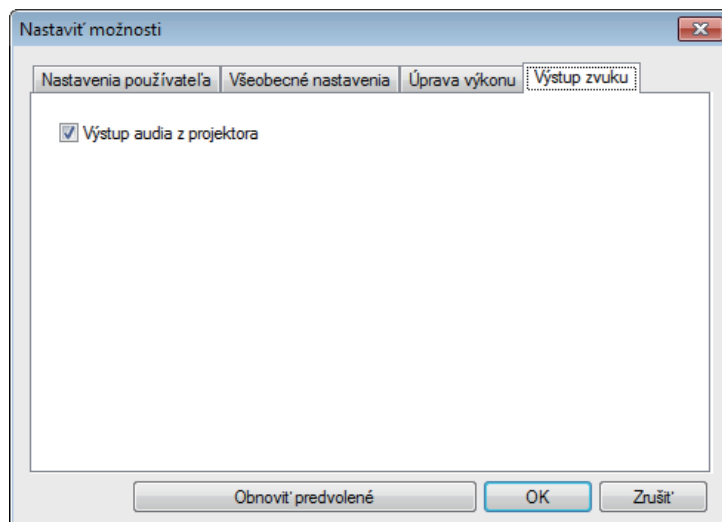 Nastaviť možnosti
Nastavenia používateľa Všeobecné nastavenia Úprava výkonu Výstup zvuku
Výstup audia z projektora
Obnoviť predvolené OK Zrušiť